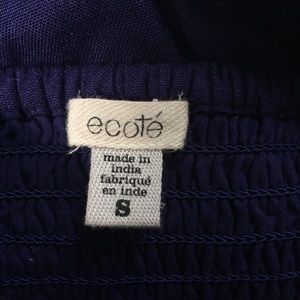 ecoté
made in
india
fabriqué
en inde
S